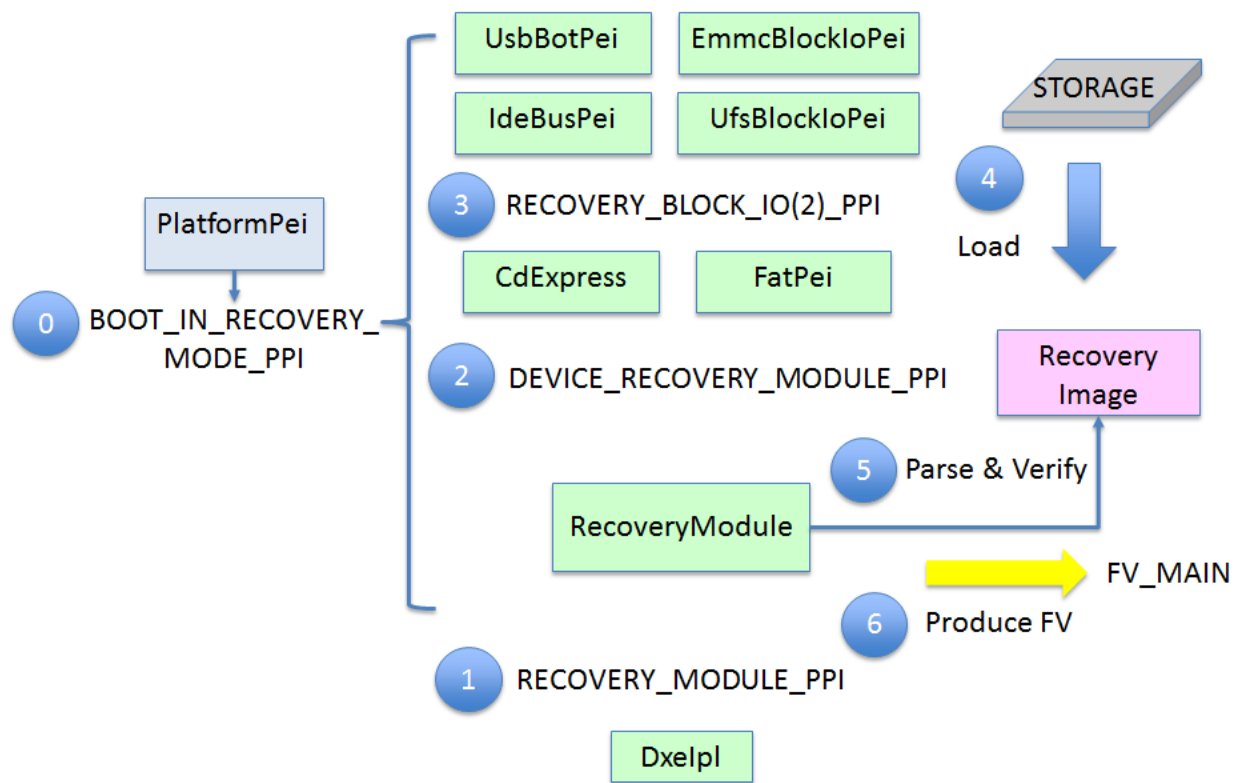 UsbBotPei
EmmcBlockIoPei
IdeBusPei
UfsBlockIoPei
STORAGE
4
Load
3
RECOVERY_BLOCK_IO(2)_PPI
PlatformPei
CdExpress
FatPei
0
BOOT_IN_RECOVERY_
MODE_PPI
2
DEVICE_RECOVERY_MODULE_PPI
Recovery
Image
5
Parse & Verify
RecoveryModule
FV_MAIN
6
Produce FV
1
RECOVERY_MODULE_PPI
DxeIpl